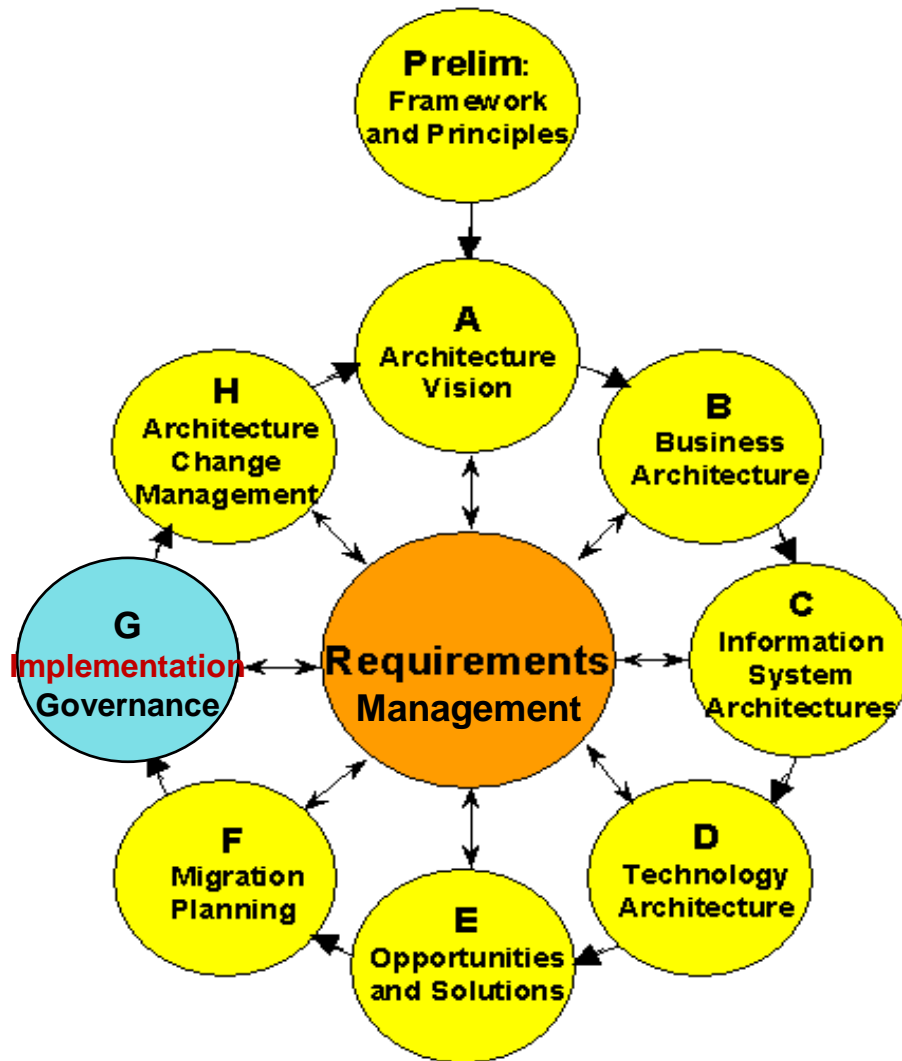 Prelim:
Framework
and Principles
A
Architecture
Vision
B
Business
Architecture
C
Information
System
Architectures
D
Technology
Architecture
E
Opportunities
and Solutions
F
Migration
Planning
G
Implementation
Governance
H
Architecture
Change
Management
Requirements
Management